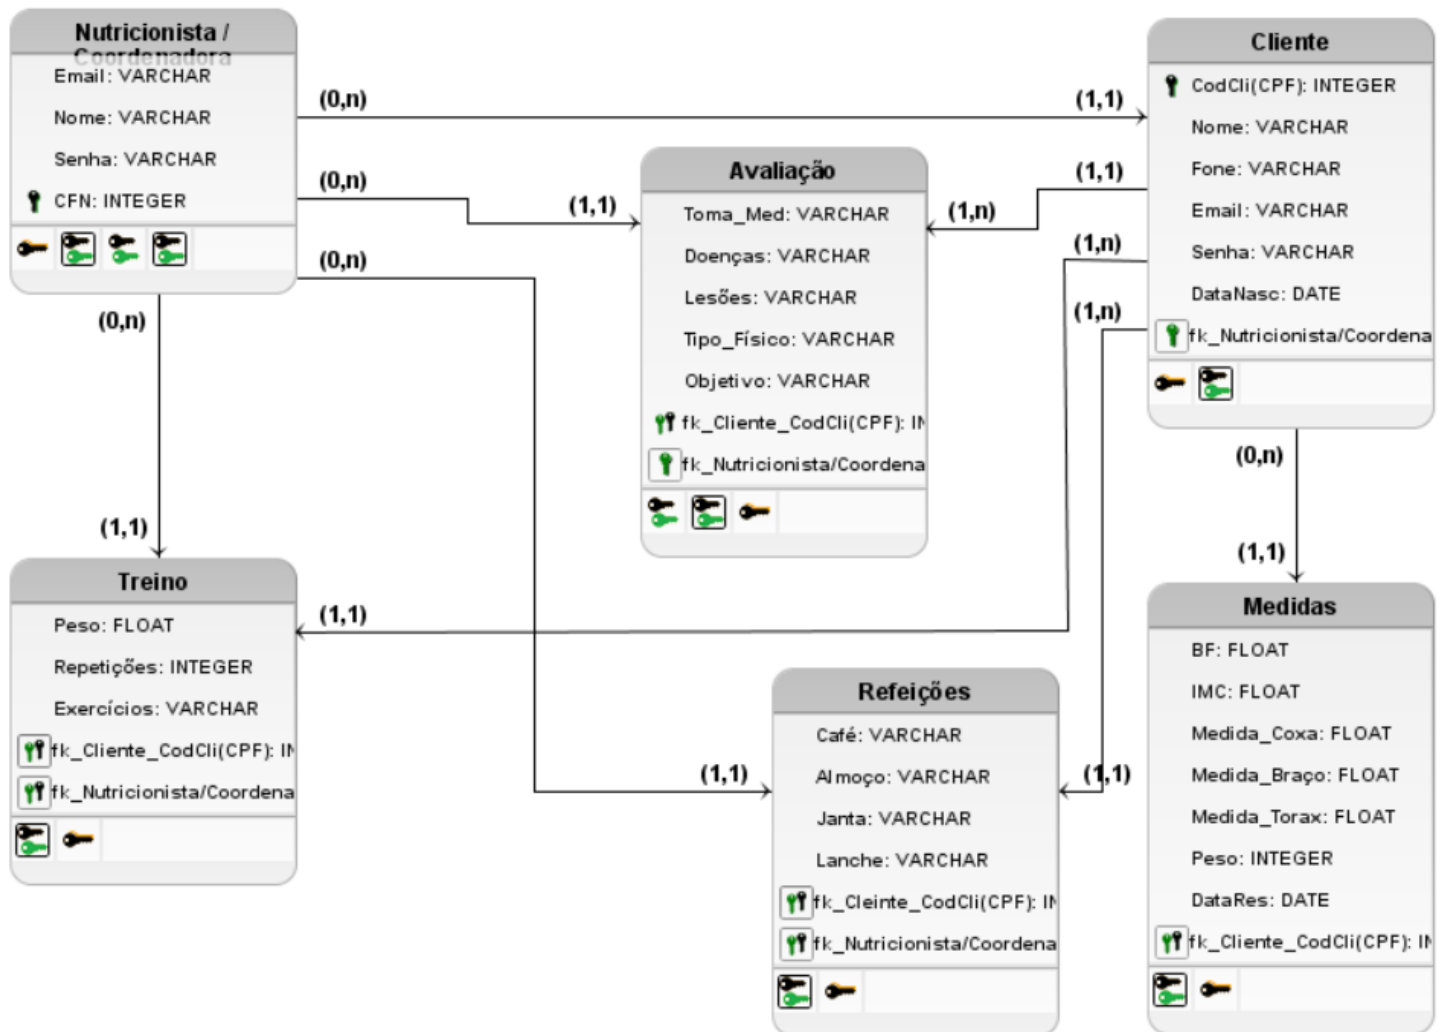 Nutricionista /
Coordenadora
Email: VARCHAR
Nome: VARCHAR
Senha: VARCHAR
CFN: INTEGER
(0,n)
(1,1)
(0,n)
(1,1)
(0,n)
(0,n)
(1,1)
Cliente
CodCli(CPF): INTEGER
Nome: VARCHAR
Fone: VARCHAR
Email: VARCHAR
Senha: VARCHAR
DataNasc: DATE
fk_Nutricionista/Coordena
(1,1)
(1,n)
(1,n)
(1,n)
(0,n)
(1,1)
Avaliação
Toma_Med: VARCHAR
Doenças: VARCHAR
Lesões: VARCHAR
Tipo_Físico: VARCHAR
Objetivo: VARCHAR
fk_Cliente_CodCli(CPF): IN
fk_Nutricionista/Coordena
Treino
Peso: FLOAT
Repetições: INTEGER
Exercícios: VARCHAR
fk_Cliente_CodCli(CPF): IN
fk_Nutricionista/Coordena
(1,1)
Refeições
Café: VARCHAR
Almoço: VARCHAR
Janta: VARCHAR
Lanche: VARCHAR
fk_Cleinte_CodCli(CPF): IN
fk_Nutricionista/Coordena
(1,1)
(1,1)
Medidas
BF: FLOAT
IMC: FLOAT
Medida_Coxa: FLOAT
Medida_Braço: FLOAT
Medida_Torax: FLOAT
Peso: INTEGER
DataRes: DATE
fk_Cliente_CodCli(CPF): IN